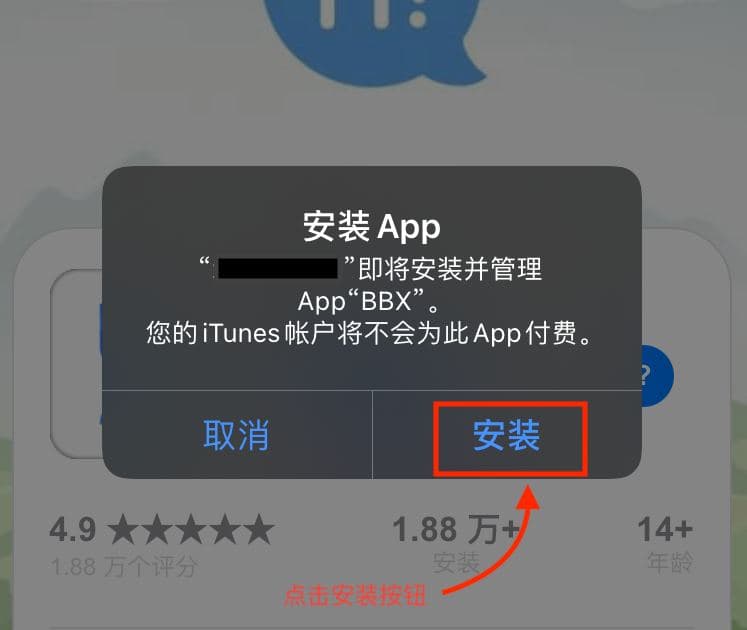 安装 App
“ ”即将安装并管理
App“BBX”。
您的 iTunes 帐户将不会为此 App 付费。
?
取消
安装
4.9 ★★★★★
1.88 万+
14+
1.88 万个评分
安装
年龄
点击安装按钮